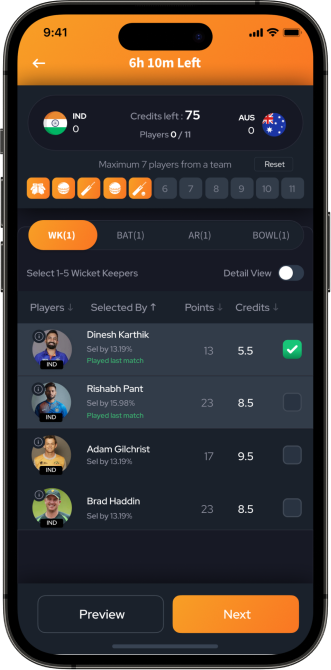 9:41
6h 10m Left
IND
0
Credits left : 75
Players 0 / 11
AUS
0
Maximum 7 players from a team
Reset
6 7 8 9 10 11
WK(1) BAT(1) AR(1) BOWL(1)
Select 1-5 Wicket Keepers
Detail View
Players ↓ Selected By ↑ Points ↓ Credits ↓
Dinesh Karthik
Sel by 13.19%
Played last match
IND
13
5.5
Rishabh Pant
Sel by 15.98%
Played last match
IND
23
8.5
Adam Gilchrist
Sel by 13.19%
IND
17
9.5
Brad Haddin
Sel by 13.19%
IND
23
8.5
Preview
Next